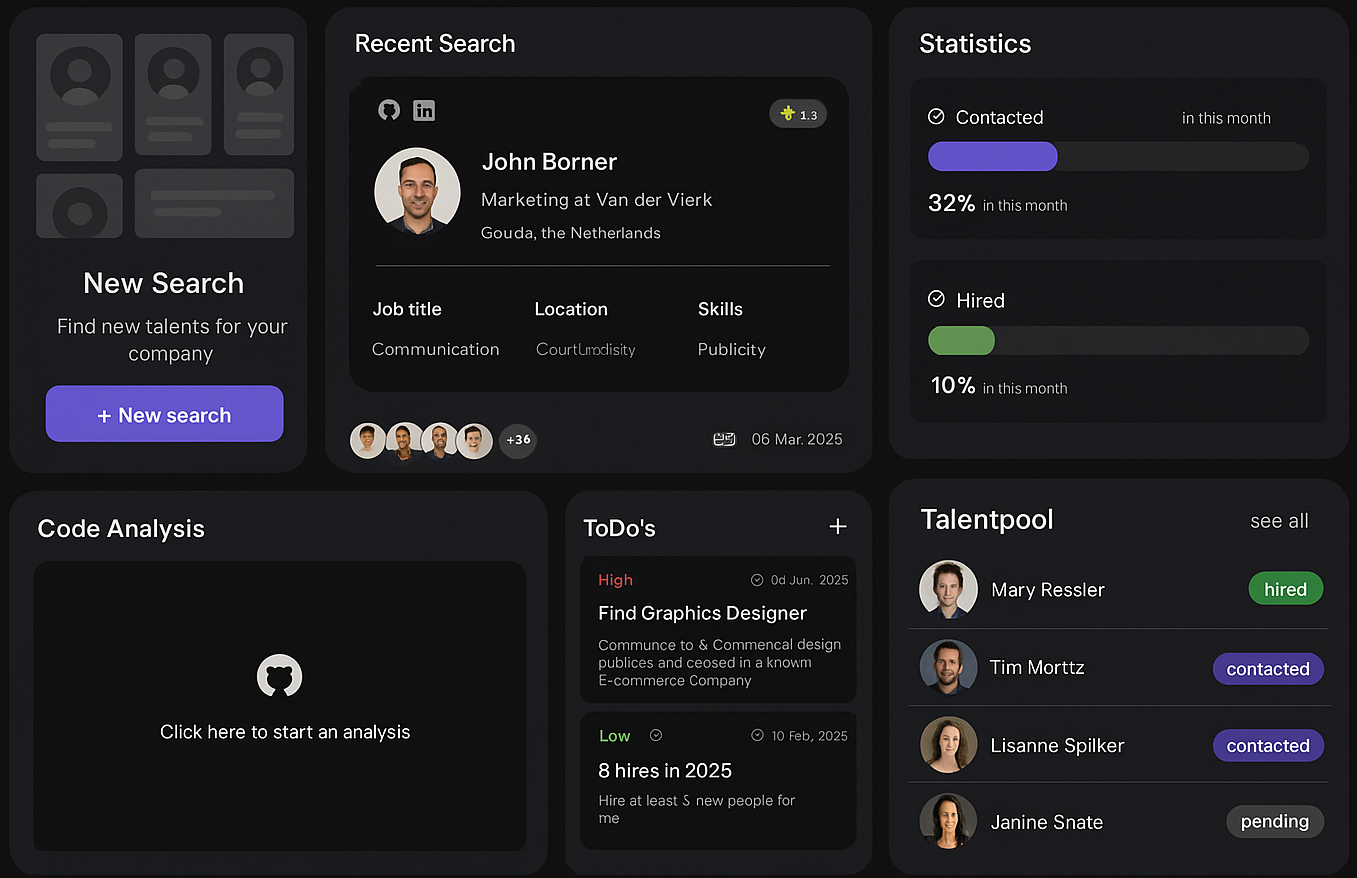 New Search
Find new talents for your
company
+ New search
Recent Search
in
1.3
John Borner
Marketing at Van der Vierk
Gouda, the Netherlands
Job title
Location
Skills
Communication
Publicity
+36
06 Mar. 2025
Statistics
Contacted
in this month
32% in this month
Hired
10% in this month
Code Analysis
Click here to start an analysis
ToDo's
+
High
0d Jun. 2025
Find Graphics Designer
Communce to & Commencal design
publices and ceosed in a known
E-commerce Company
Low
10 Feb, 2025
8 hires in 2025
Hire at least new people for
me
Talentpool
see all
Mary Ressler
hired
Tim Morttz
contacted
Lisanne Spilker
contacted
Janine Snate
pending